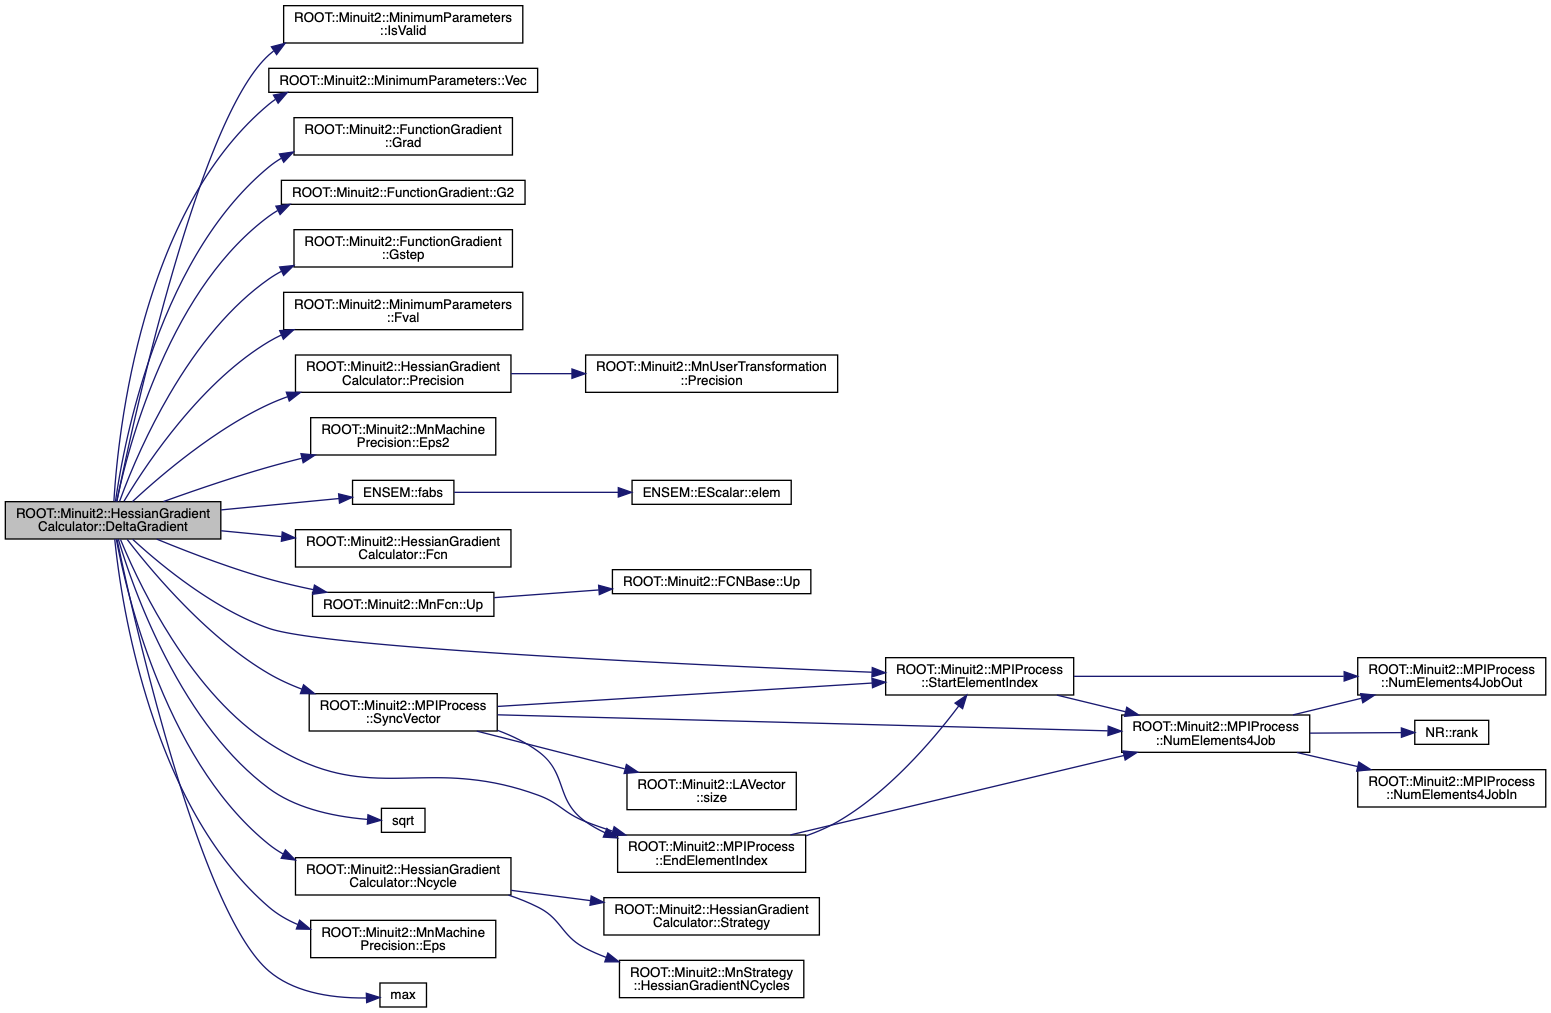 ROOT::Minuit2::MinimumParameters
::IsValid
ROOT::Minuit2::MinimumParameters::Vec
ROOT::Minuit2::FunctionGradient
::Grad
ROOT::Minuit2::FunctionGradient::G2
ROOT::Minuit2::FunctionGradient
::Gstep
ROOT::Minuit2::MinimumParameters
::Fval
ROOT::Minuit2::HessianGradient
Calculator::Precision
ROOT::Minuit2::MnUserTransformation
::Precision
ROOT::Minuit2::MnMachine
Precision::Eps2
ENSEM::fabs
ENSEM::EScalar::elem
ROOT::Minuit2::HessianGradient
Calculator::DeltaGradient
ROOT::Minuit2::HessianGradient
Calculator::Fcn
ROOT::Minuit2::MnFcn::Up
ROOT::Minuit2::FCNBase::Up
ROOT::Minuit2::MPIProcess
::StartElementIndex
ROOT::Minuit2::MPIProcess
::NumElements4JobOut
ROOT::Minuit2::MPIProcess
::SyncVector
ROOT::Minuit2::MPIProcess
::NumElements4Job
NR::rank
ROOT::Minuit2::LAVector
::size
ROOT::Minuit2::MPIProcess
::NumElements4JobIn
sqrt
ROOT::Minuit2::MPIProcess
::EndElementIndex
ROOT::Minuit2::HessianGradient
Calculator::Ncycle
ROOT::Minuit2::HessianGradient
Calculator::Strategy
ROOT::Minuit2::MnMachine
Precision::Eps
ROOT::Minuit2::MnStrategy
::HessianGradientNCycles
max